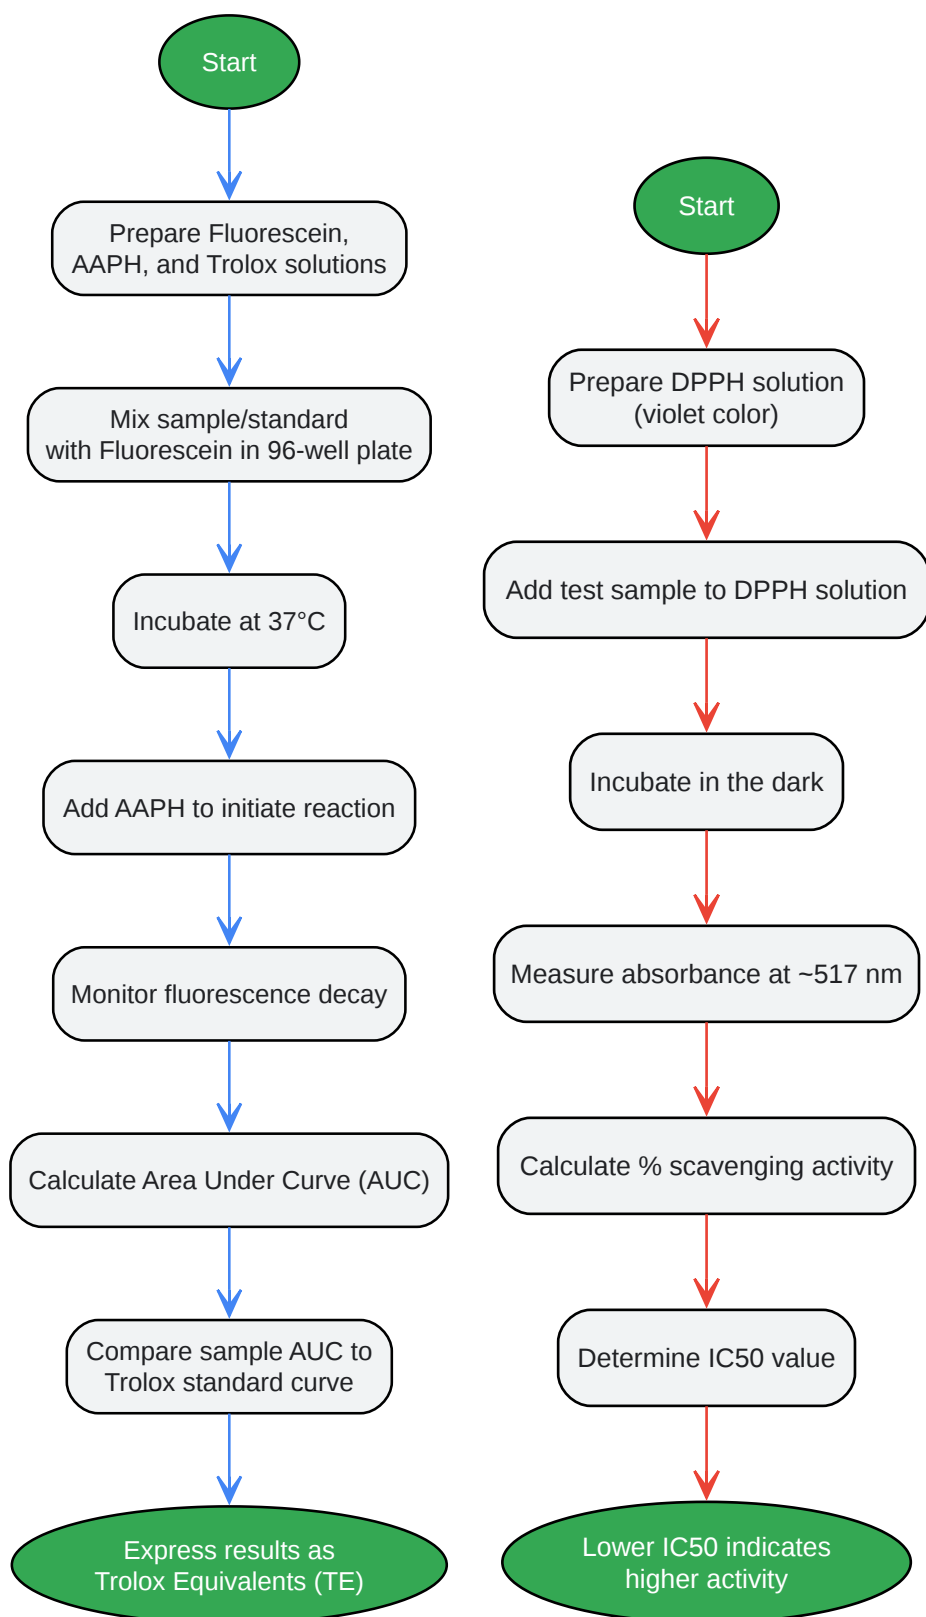 Start
Prepare Fluorescein,
AAPH, and Trolox solutions
Mix sample/standard
with Fluorescein in 96-well plate
Incubate at 37°C
Add AAPH to initiate reaction
Monitor fluorescence decay
Calculate Area Under Curve (AUC)
Compare sample AUC to
Trolox standard curve
Express results as
Trolox Equivalents (TE)
Start
Prepare DPPH solution
(violet color)
Add test sample to DPPH solution
Incubate in the dark
Measure absorbance at ~517 nm
Calculate % scavenging activity
Determine IC50 value
Lower IC50 indicates
higher activity